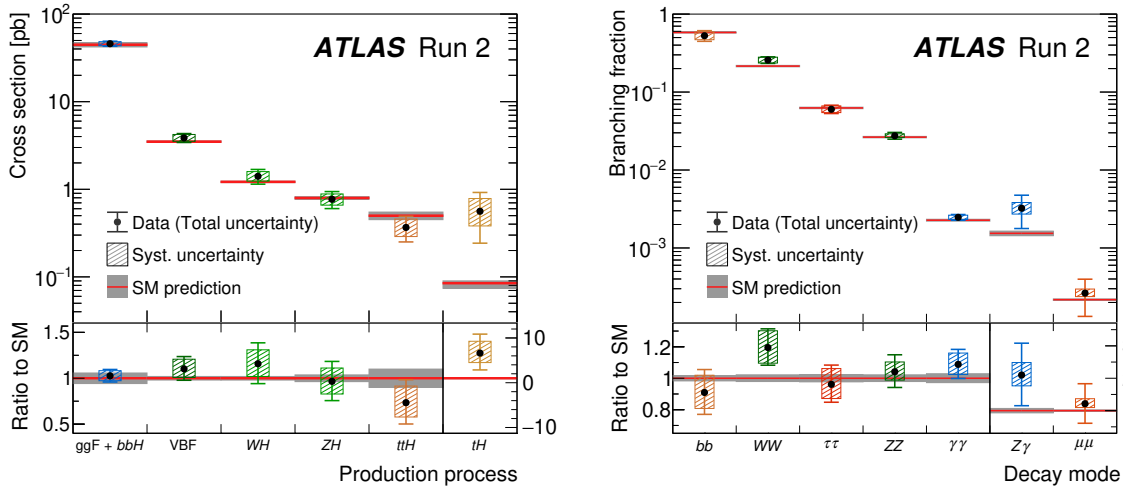 Cross section [pb]
10²
10
1
10⁻¹
ATLAS Run 2
Data (Total uncertainty)
Syst. uncertainty
SM prediction
Ratio to SM
1.5
1
0.5
10
0
−10
ggF + bbH VBF WH ZH ttH tH
Production process
Branching fraction
1
10⁻¹
10⁻²
10⁻³
ATLAS Run 2
Data (Total uncertainty)
Syst. uncertainty
SM prediction
Ratio to SM
1.2
1
0.8
bb WW ττ ZZ γγ Zγ μμ
Decay mode